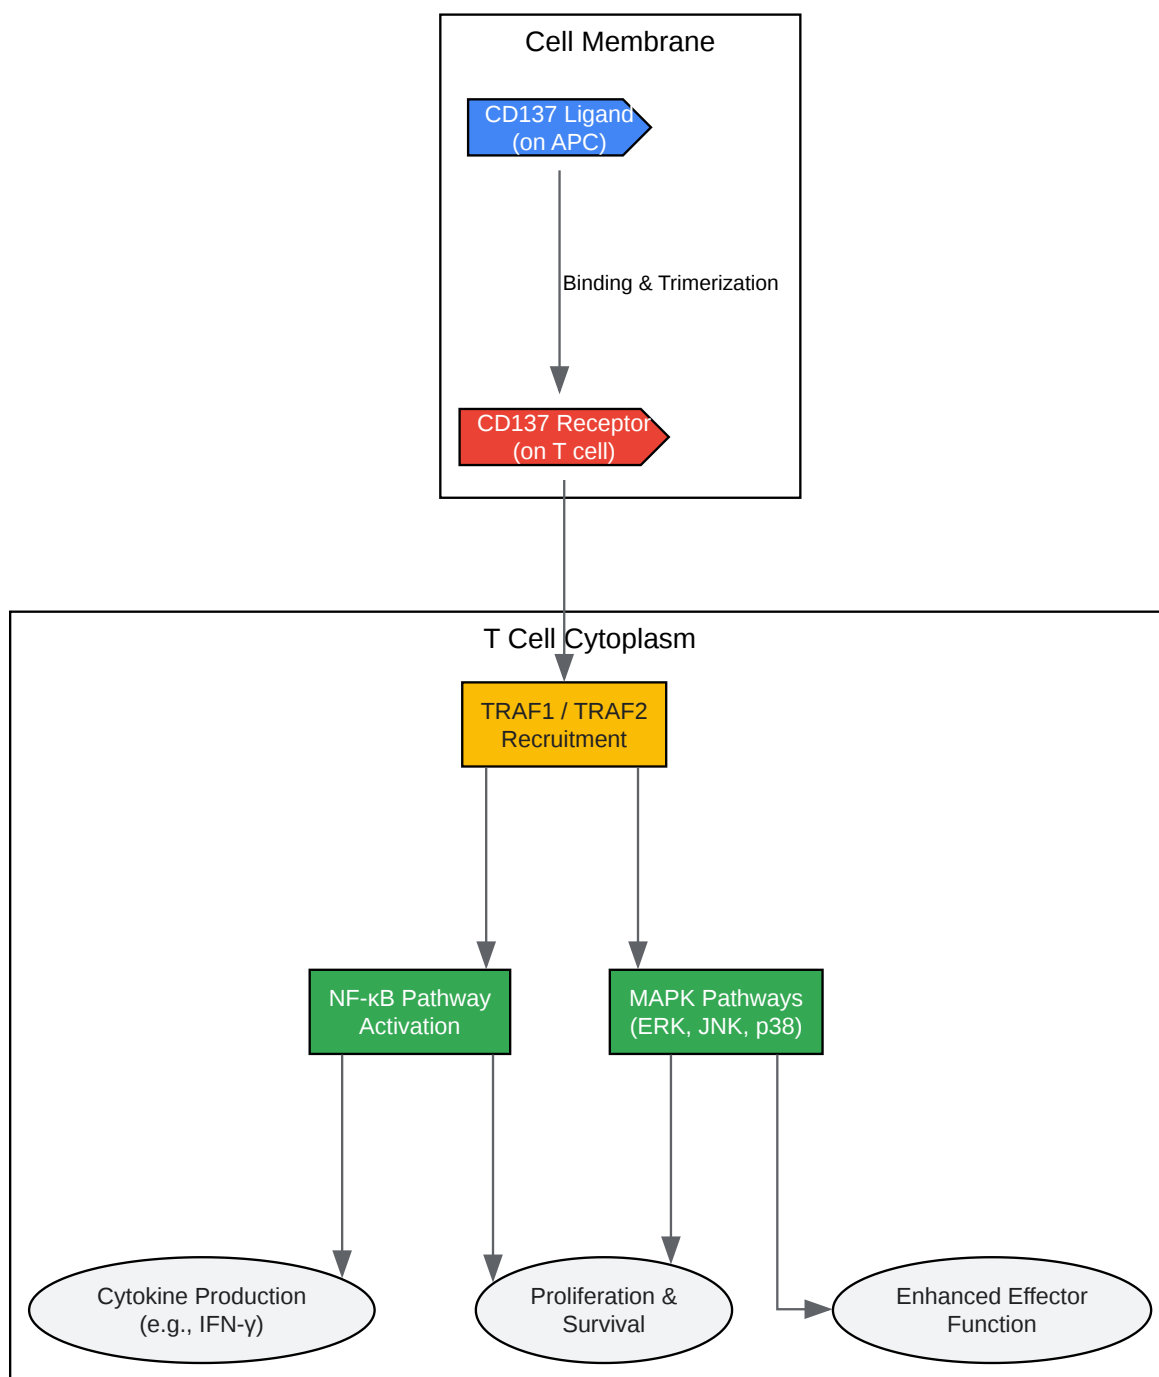 Cell Membrane
CD137 Ligand
(on APC)
Binding & Trimerization
CD137 Receptor
(on T cell)
T Cell Cytoplasm
TRAF1 / TRAF2
Recruitment
NF-κB Pathway
Activation
MAPK Pathways
(ERK, JNK, p38)
Cytokine Production
(e.g., IFN-γ)
Proliferation &
Survival
Enhanced Effector
Function